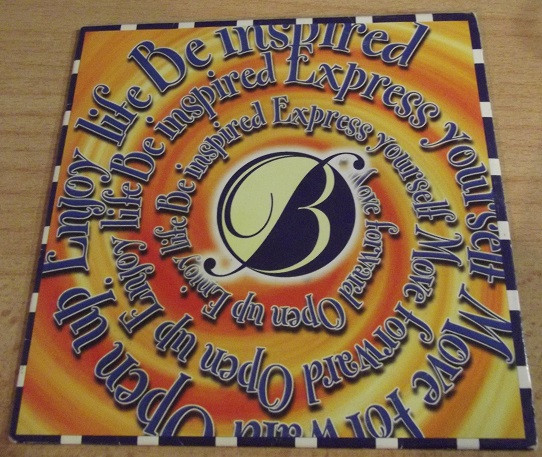 Be inspired Express yourself Move forward Open up. Enjoy life
Be inspired Express yourself Move forward Open up Enjoy life
Be inspired Express yourself Move forward Open up Enjoy life
B